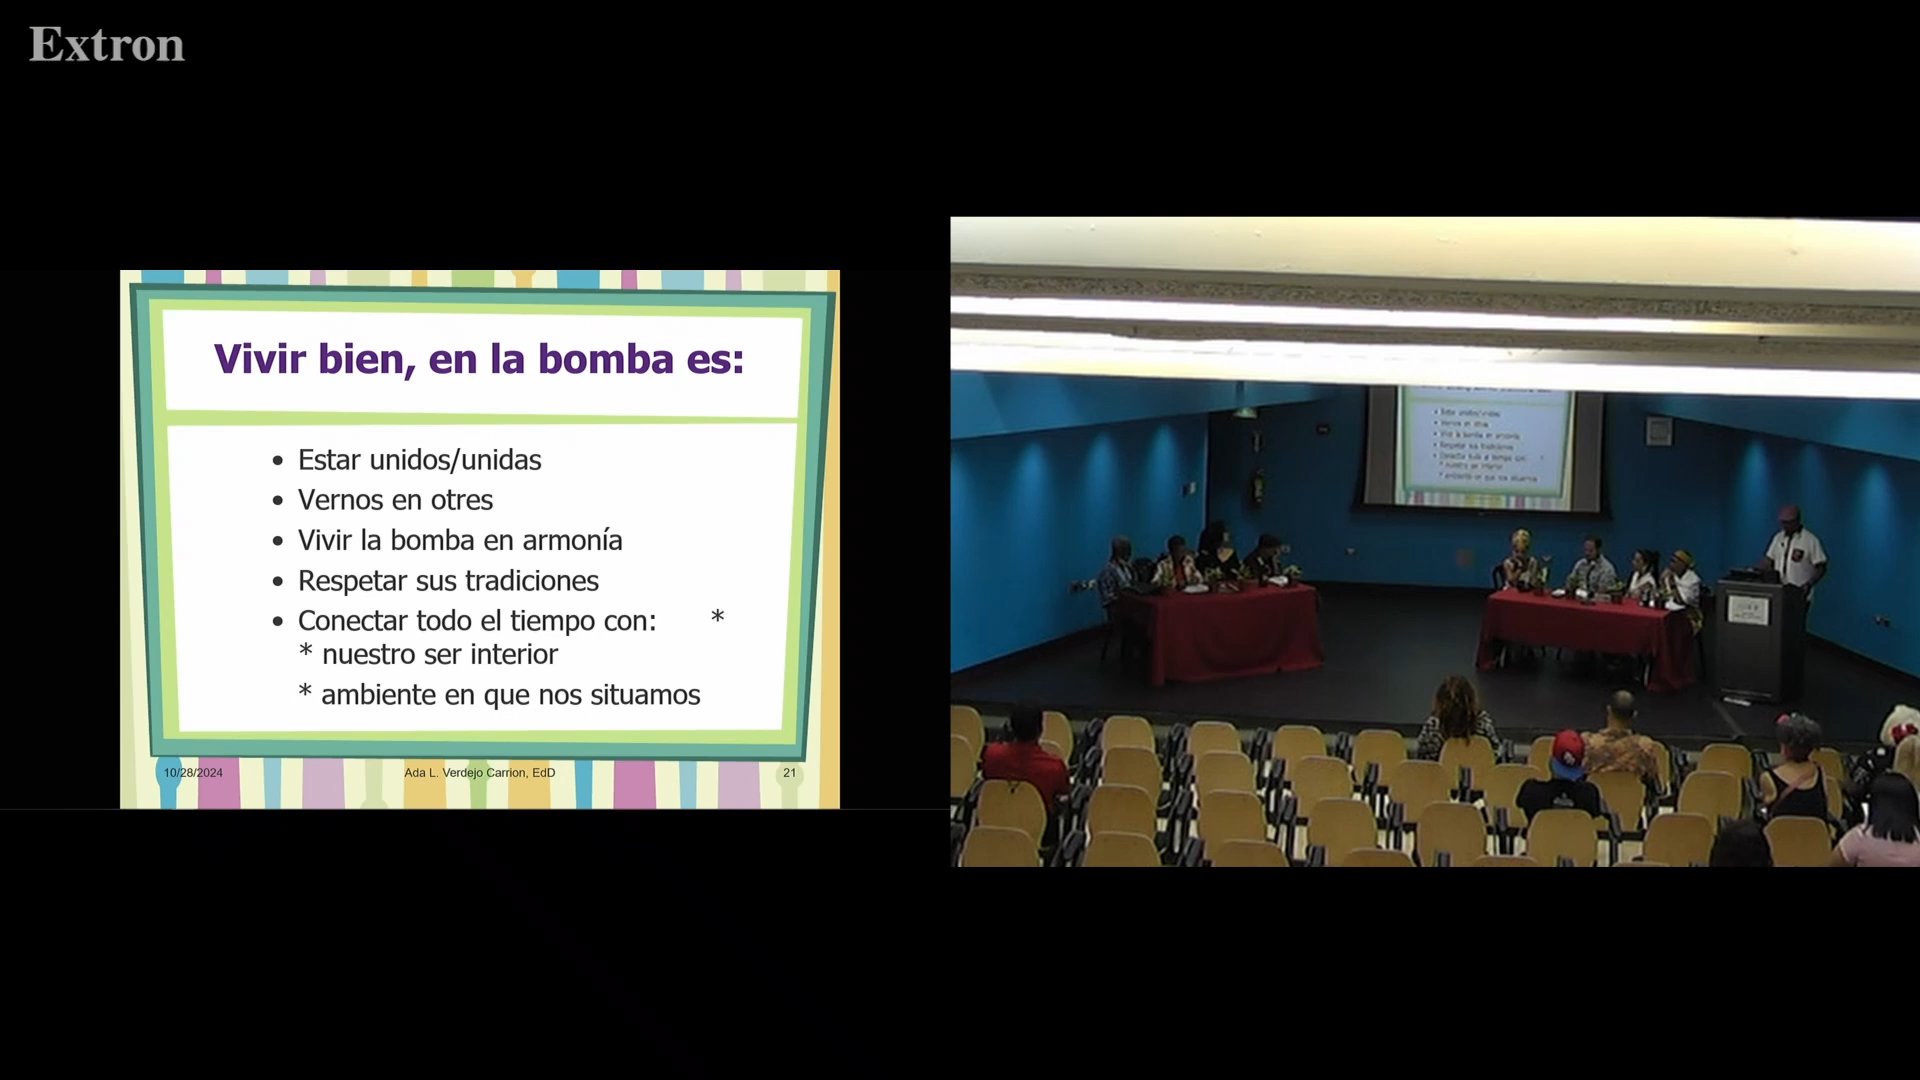 Extron
Vivir bien, en la bomba es:
• Estar unidos/unidas
• Vernos en otres
• Vivir la bomba en armonía
• Respetar sus tradiciones
• Conectar todo el tiempo con: *
* nuestro ser interior
* ambiente en que nos situamos
10/28/2024 Ada L. Verdejo Carrion, EdD 21